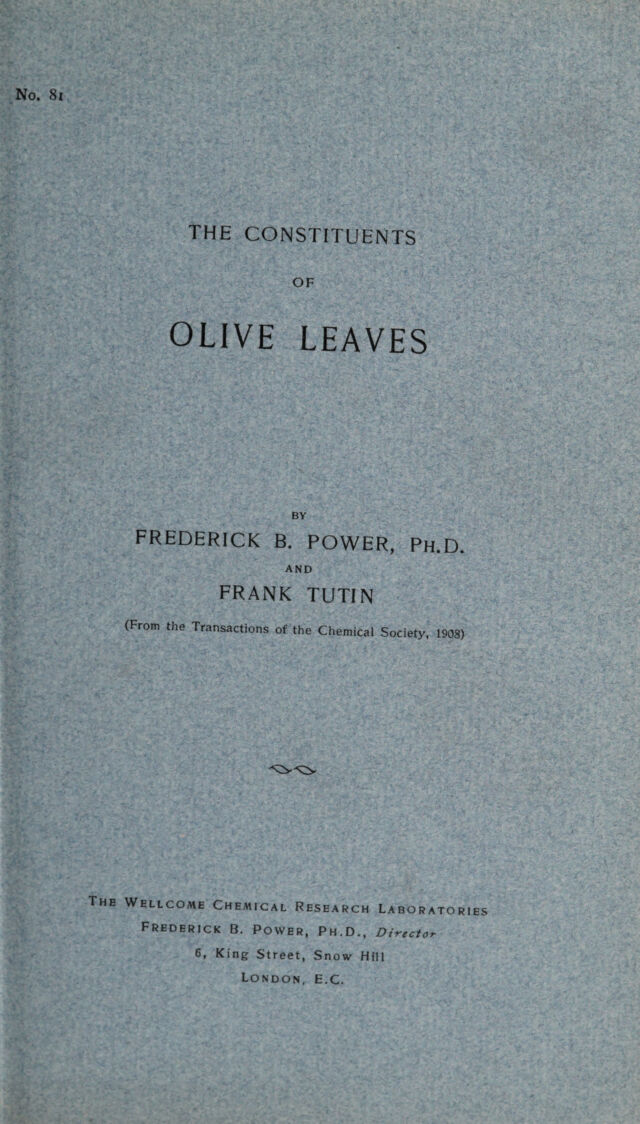 No. 81
THE CONSTITUENTS
OF
OLIVE LEAVES
BY
FREDERICK B. POWER, PH.D.
AND
FRANK TUTIN
(From the Transactions of the Chemical Society, 1908)
THE WELLCOME CHEMICAL RESEARCH LABORATORIES
FREDERICK B. POWER, PH.D., Director
6, King Street, Snow Hill
LONDON, E.C.